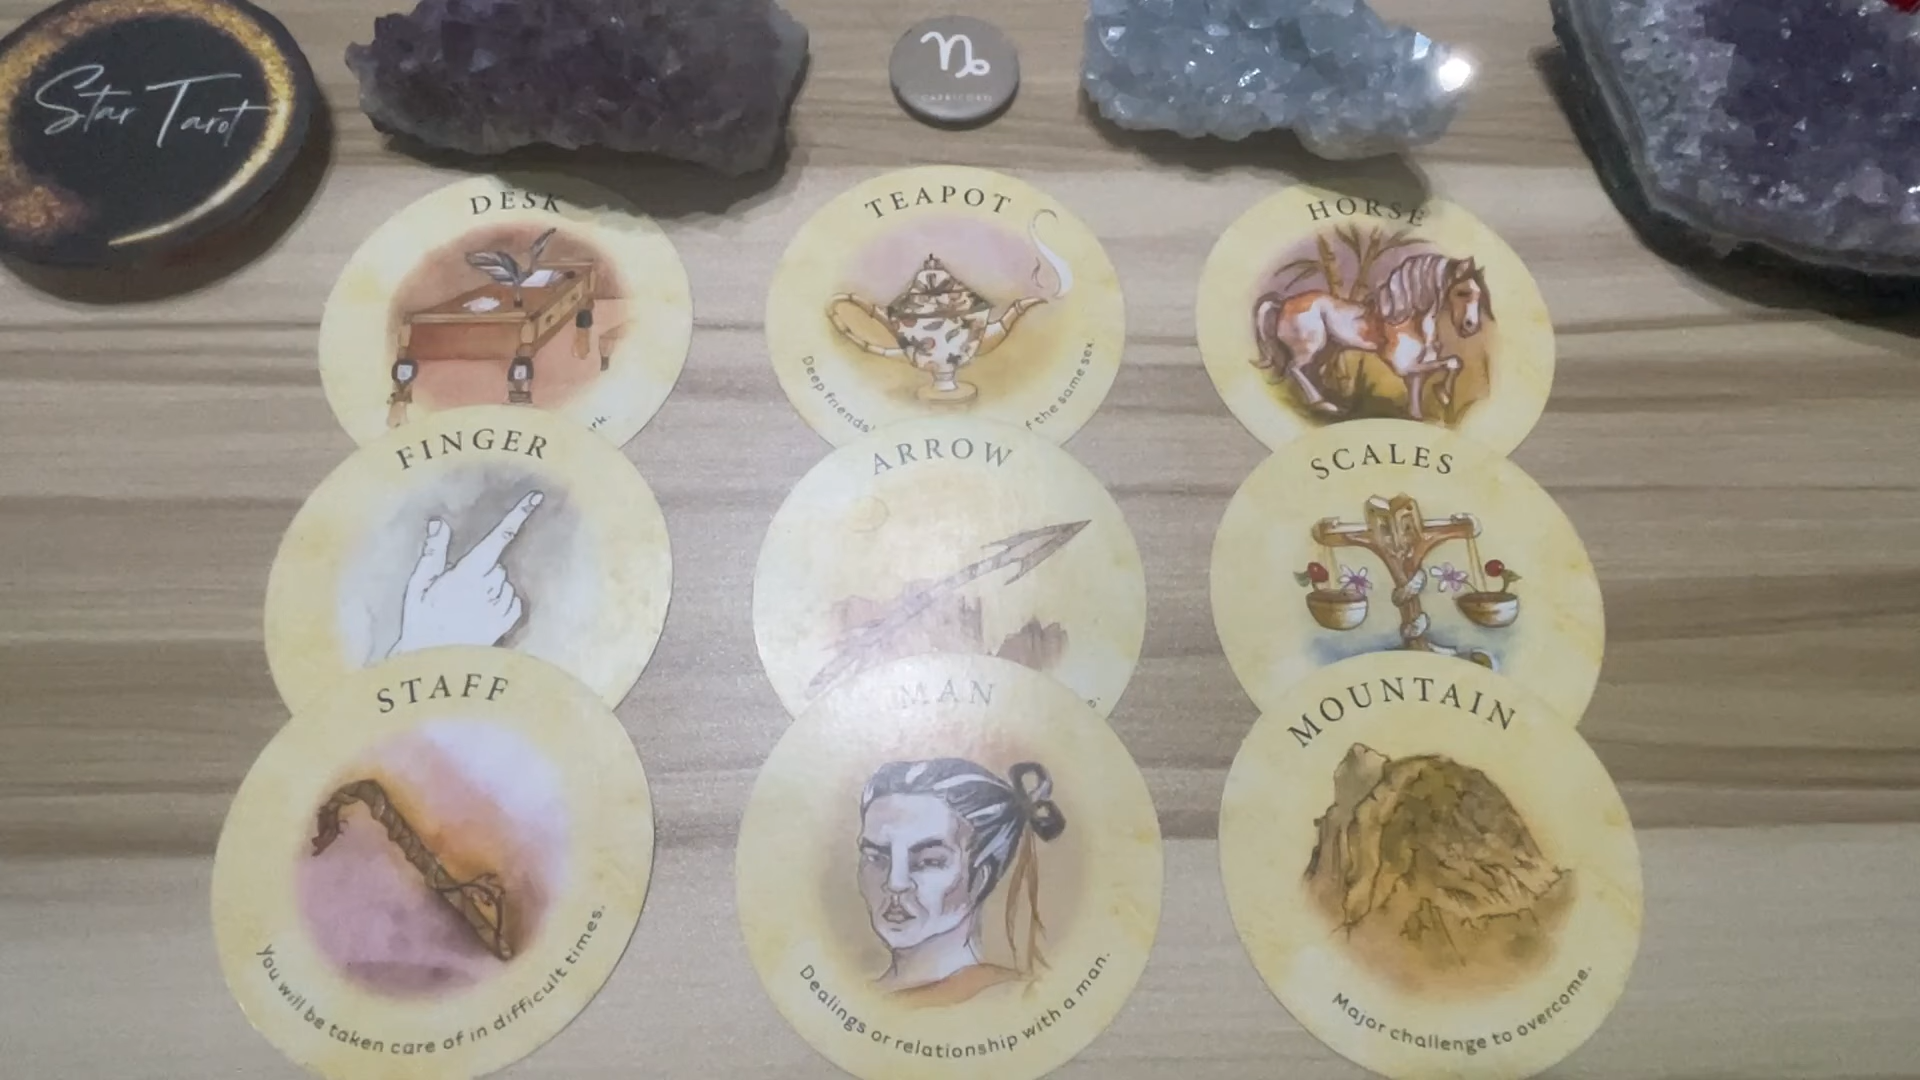 Star Tarot
CAPRICORN
DESK
TEAPOT
Deep friends
f the same sex.
HORSE
FINGER
ARROW
SCALES
STAFF
You will be taken care of in difficult times.
MAN
Dealings or relationship with a man.
MOUNTAIN
Major challenge to overcome.